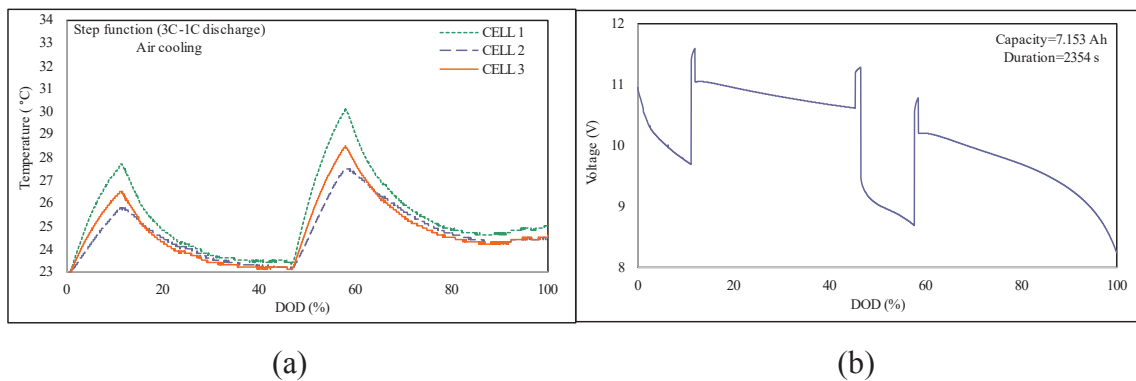 Step function (3C-1C discharge)
Air cooling
CELL 1
CELL 2
CELL 3
Temperature (°C)
34
33
32
31
30
29
28
27
26
25
24
23
0
20
40
60
80
100
DOD (%)
(a)
Capacity=7.153 Ah
Duration=2354 s
Voltage (V)
12
11
10
9
8
0
20
40
60
80
100
DOD (%)
(b)